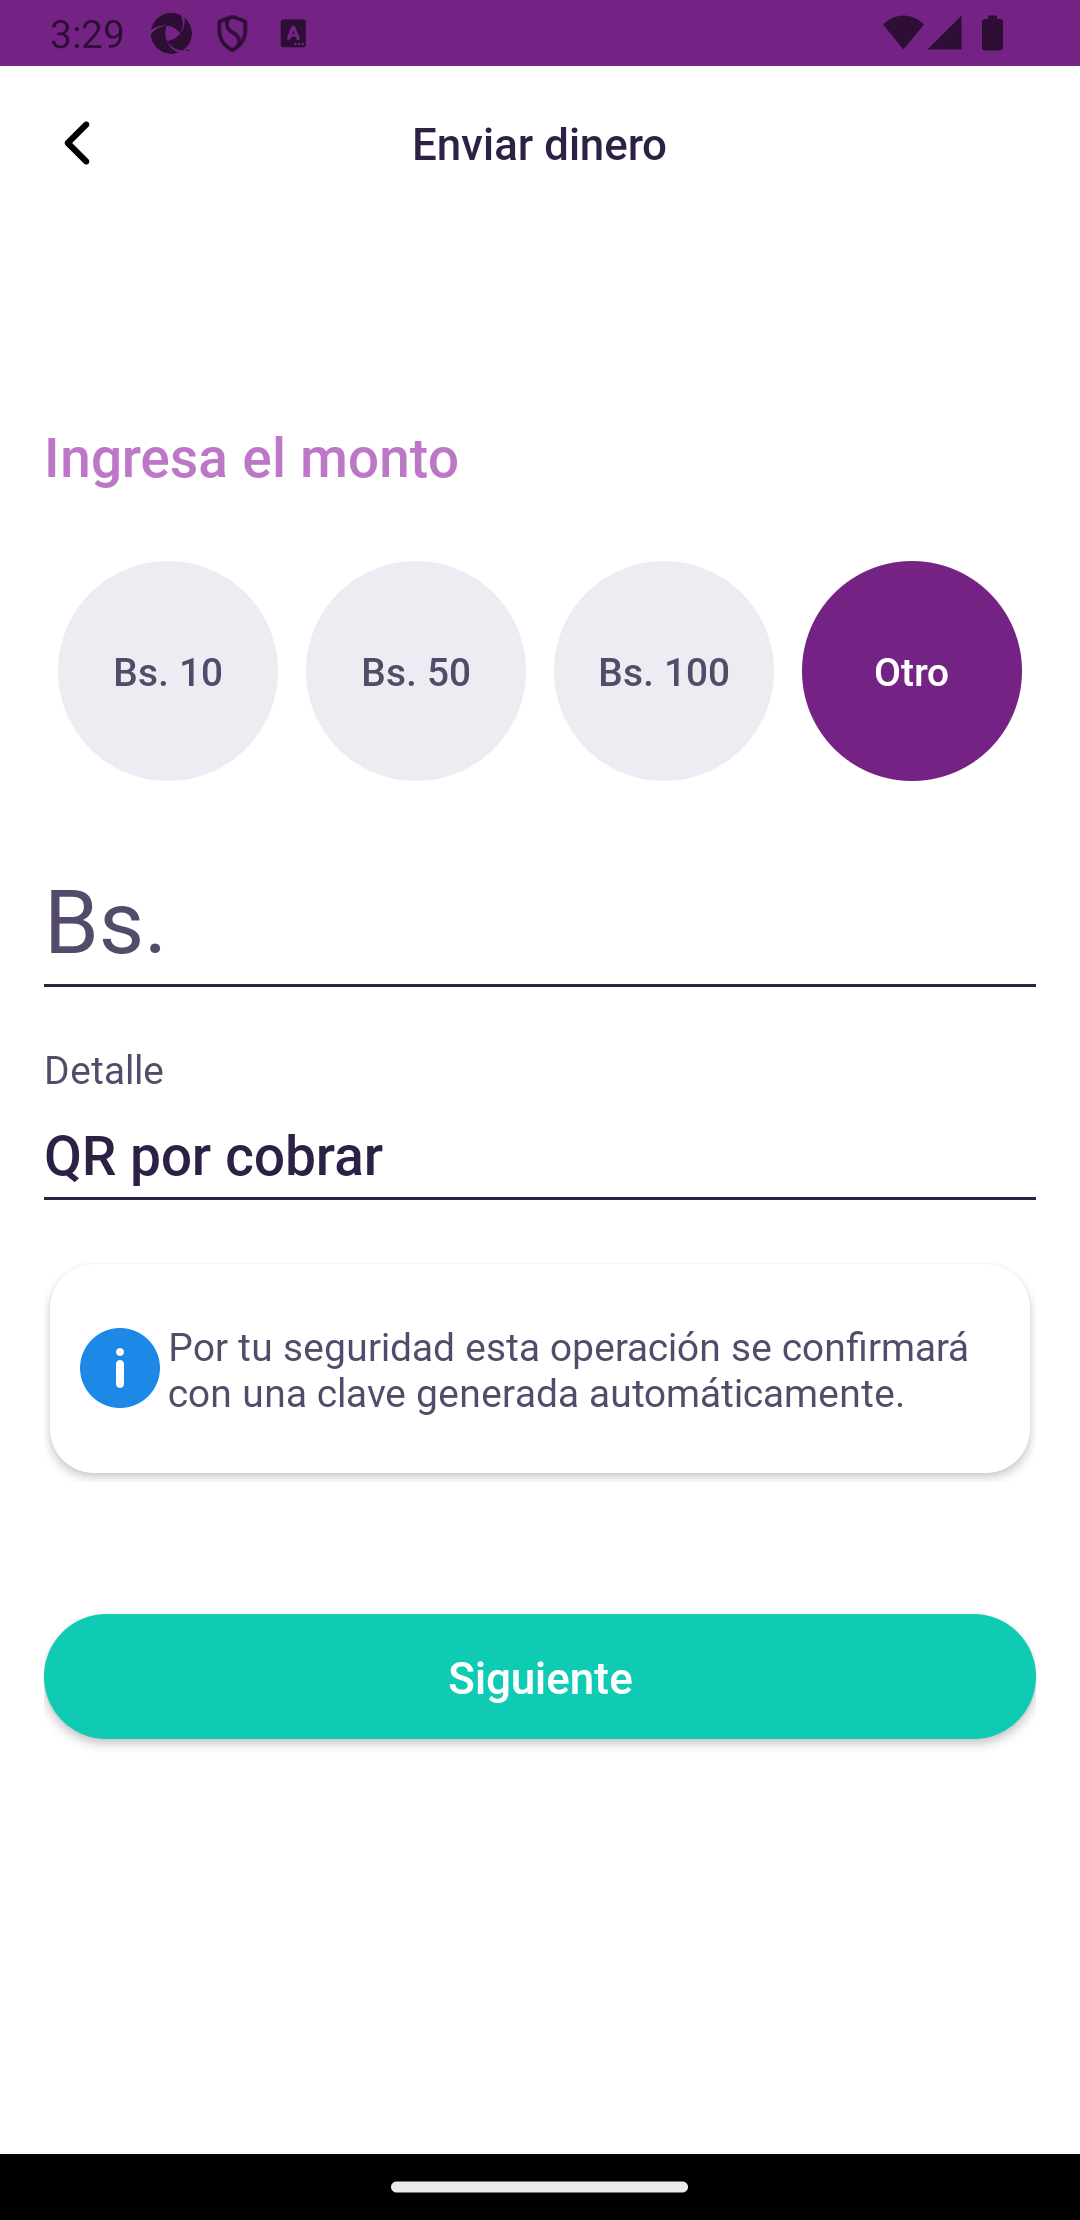 3:29
Enviar dinero
Ingresa el monto
Bs. 10
Bs. 50
Bs. 100
Otro
Bs.
Detalle
QR por cobrar
Por tu seguridad esta operación se confirmará
con una clave generada automáticamente.
Siguiente